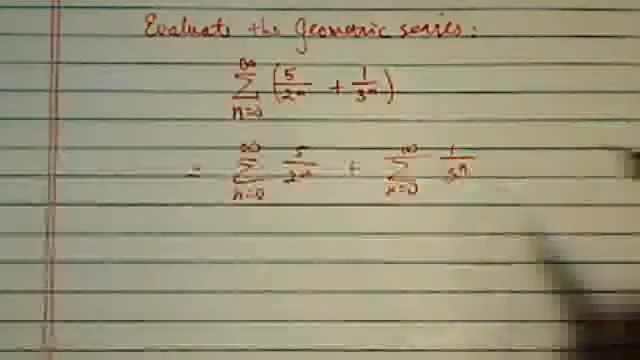 Evaluate the Geometric series:
∞ Σ n=0 (5/2ⁿ + 1/3ⁿ)
= ∞ Σ n=0 5/2ⁿ + ∞ Σ n=0 1/3ⁿ